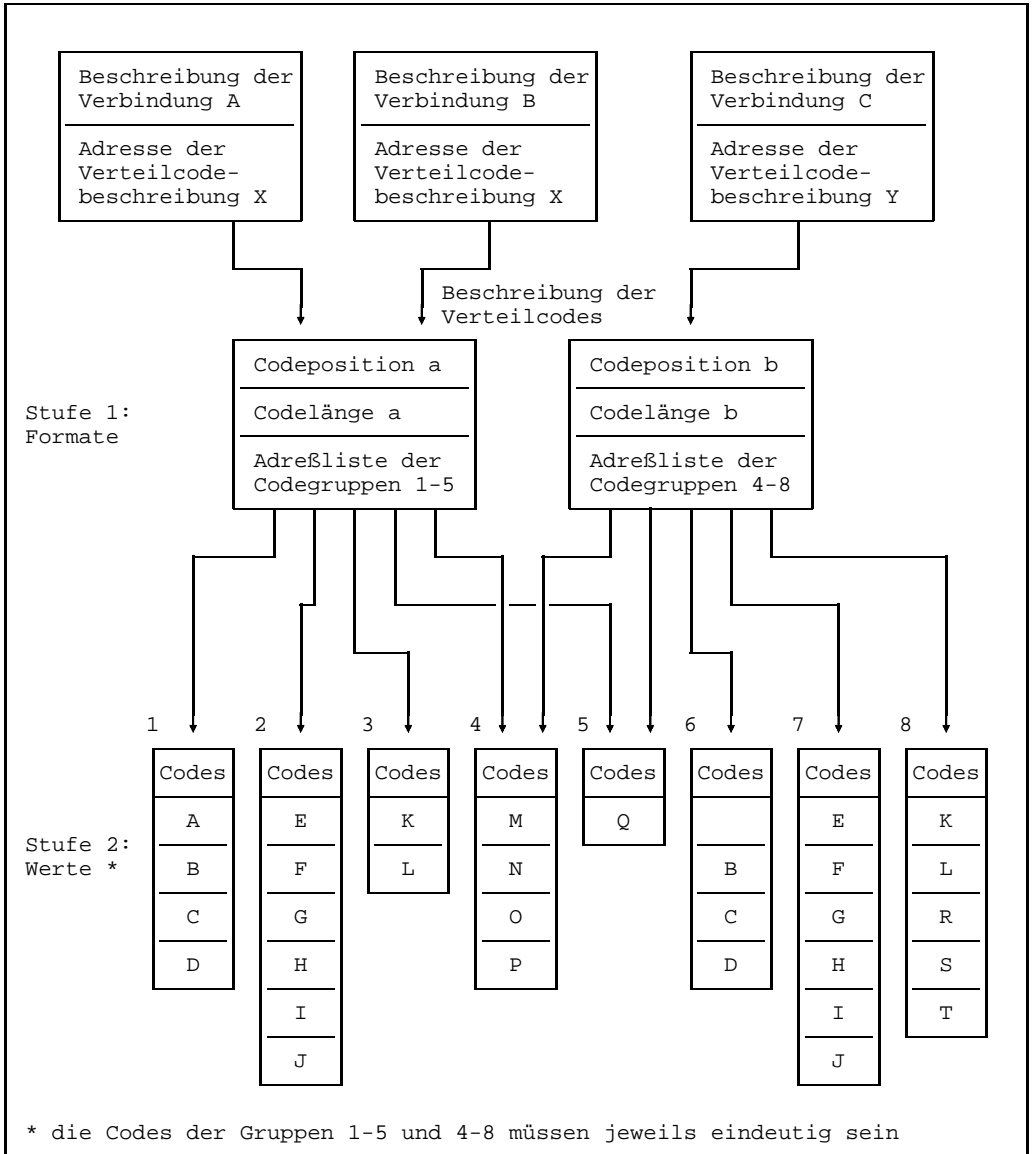 Beschreibung der
Verbindung A
Adresse der
Verteilcode-
beschreibung X
Beschreibung der
Verbindung B
Adresse der
Verteilcode-
beschreibung X
Beschreibung der
Verbindung C
Adresse der
Verteilcode-
beschreibung Y
Beschreibung der
Verteilcodes
Stufe 1:
Formate
Codeposition a
Codelänge a
Adreßliste der
Codegruppen 1-5
Codeposition b
Codelänge b
Adreßliste der
Codegruppen 4-8
Stufe 2:
Werte *
1
Codes
A
B
C
D
2
Codes
E
F
G
H
I
J
3
Codes
K
L
4
Codes
M
N
O
P
5
Codes
Q
6
Codes
B
C
D
7
Codes
E
F
G
H
I
J
8
Codes
K
L
R
S
T
* die Codes der Gruppen 1-5 und 4-8 müssen jeweils eindeutig sein